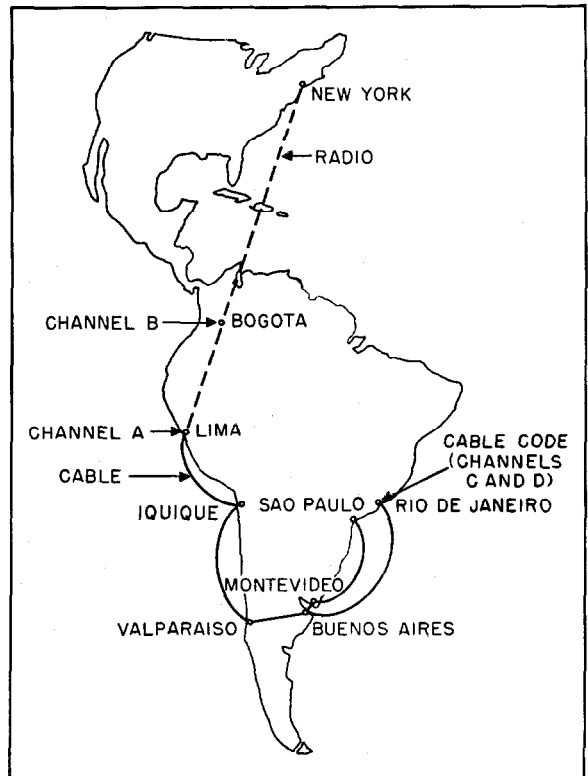 NEW YORK
RADIO
CHANNEL B
BOGOTA
CHANNEL A
LIMA
CABLE CODE
(CHANNELS
C AND D)
CABLE
IQUIQUE
SAO PAULO
RIO DE JANEIRO
MONTEVIDEO
VALPARAISO
BUENOS AIRES